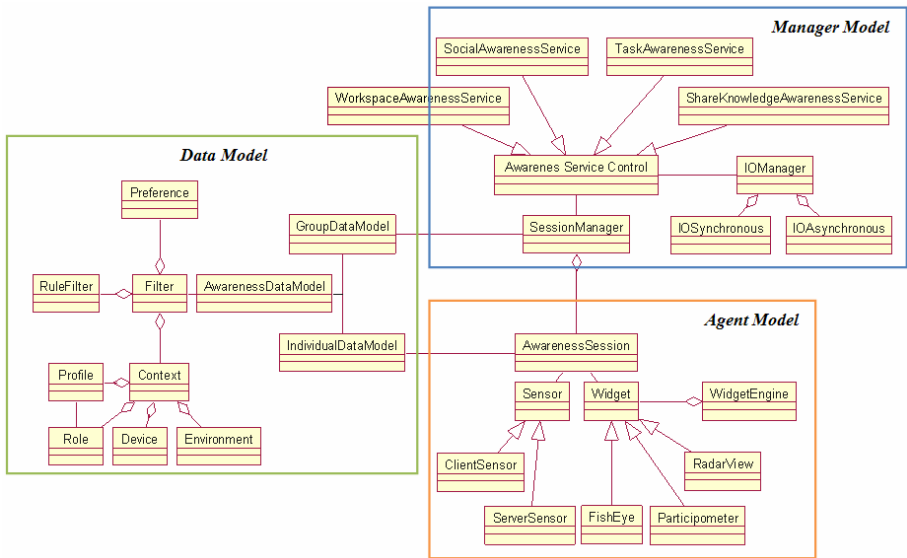 Manager Model
SocialAwarenessService
TaskAwarenessService
WorkspaceAwarenessService
ShareKnowledgeAwarenessService
Data Model
Awarenes Service Control
IOManager
Preference
GroupDataModel
SessionManager
IOSynchronous
IOAsynchronous
RuleFilter
Filter
AwarenessDataModel
Agent Model
IndividualDataModel
AwarenessSession
Profile
Context
Sensor
Widget
WidgetEngine
Role
Device
Environment
ClientSensor
RadarView
ServerSensor
FishEye
Participometer